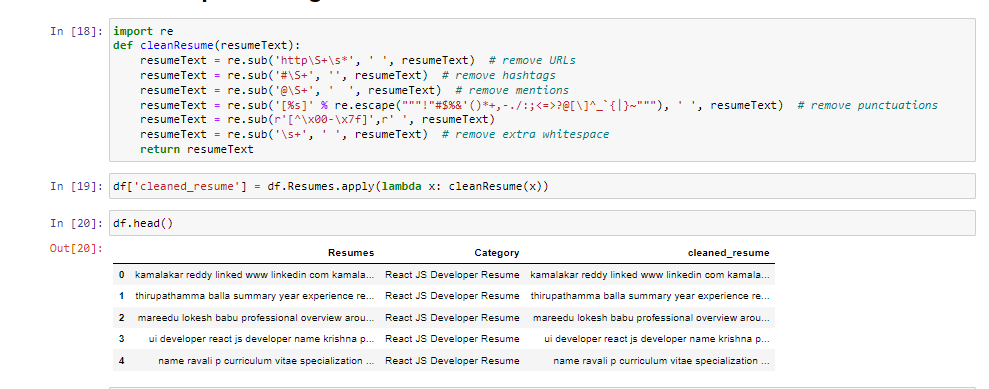 In [18]: import re
def cleanResume(resumeText):
    resumeText = re.sub('http\S+\s*', ' ', resumeText)  # remove URLs
    resumeText = re.sub('#\S+', '', resumeText)  # remove hashtags
    resumeText = re.sub('@\S+', '  ', resumeText)  # remove mentions
    resumeText = re.sub('[%s]' % re.escape("""!"#$%&'()*+,-./:;<=>?@[\]^_`{|}~"""), ' ', resumeText)  # remove punctuations
    resumeText = re.sub(r'[^\x00-\x7f]',r' ', resumeText)
    resumeText = re.sub('\s+', ' ', resumeText)  # remove extra whitespace
    return resumeText
In [19]: df['cleaned_resume'] = df.Resumes.apply(lambda x: cleanResume(x))
In [20]: df.head()
Out[20]:
Resumes Category cleaned_resume
0 kamalakar reddy linked www linkedin com kamala... React JS Developer Resume kamalakar reddy linked www linkedin com kamala...
1 thirupathamma balla summary year experience re... React JS Developer Resume thirupathamma balla summary year experience re...
2 mareedu lokesh babu professional overview arou... React JS Developer Resume mareedu lokesh babu professional overview arou...
3 ui developer react js developer name krishna p... React JS Developer Resume ui developer react js developer name krishna p...
4 name ravali p curriculum vitae specialization ... React JS Developer Resume name ravali p curriculum vitae specialization ...